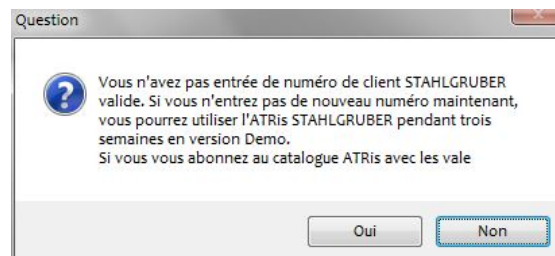 Question
Vous n'avez pas entrée de numéro de client STAHLGRUBER
valide. Si vous n'entrez pas de nouveau numéro maintenant,
vous pourrez utiliser l'ATRis STAHLGRUBER pendant trois
semaines en version Demo.
Si vous vous abonnez au catalogue ATRis avec les vale
Oui
Non